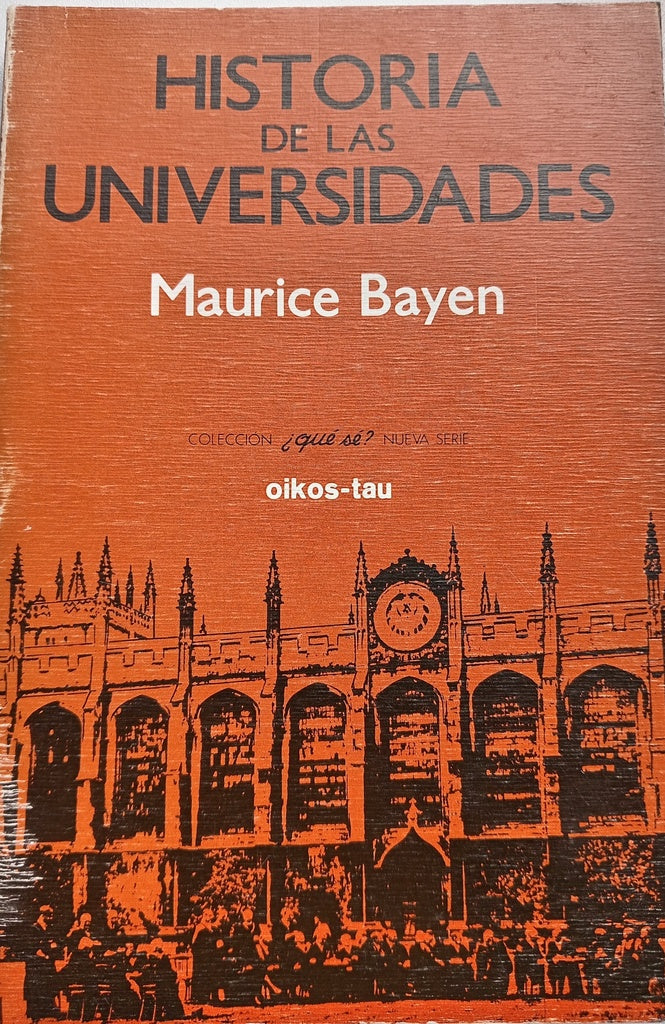 HISTORIA
DE LAS
UNIVERSIDADES
Maurice Bayen
COLECCIÓN ¿qué sé? NUEVA SERIE
oikos-tau